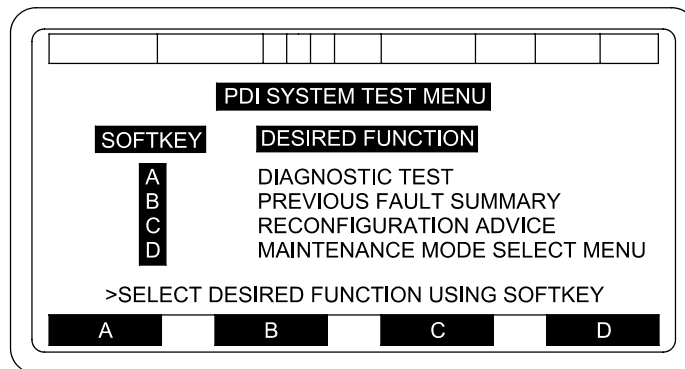 PDI SYSTEM TEST MENU
SOFTKEY DESIRED FUNCTION
A DIAGNOSTIC TEST
B PREVIOUS FAULT SUMMARY
C RECONFIGURATION ADVICE
D MAINTENANCE MODE SELECT MENU
>SELECT DESIRED FUNCTION USING SOFTKEY
A B C D